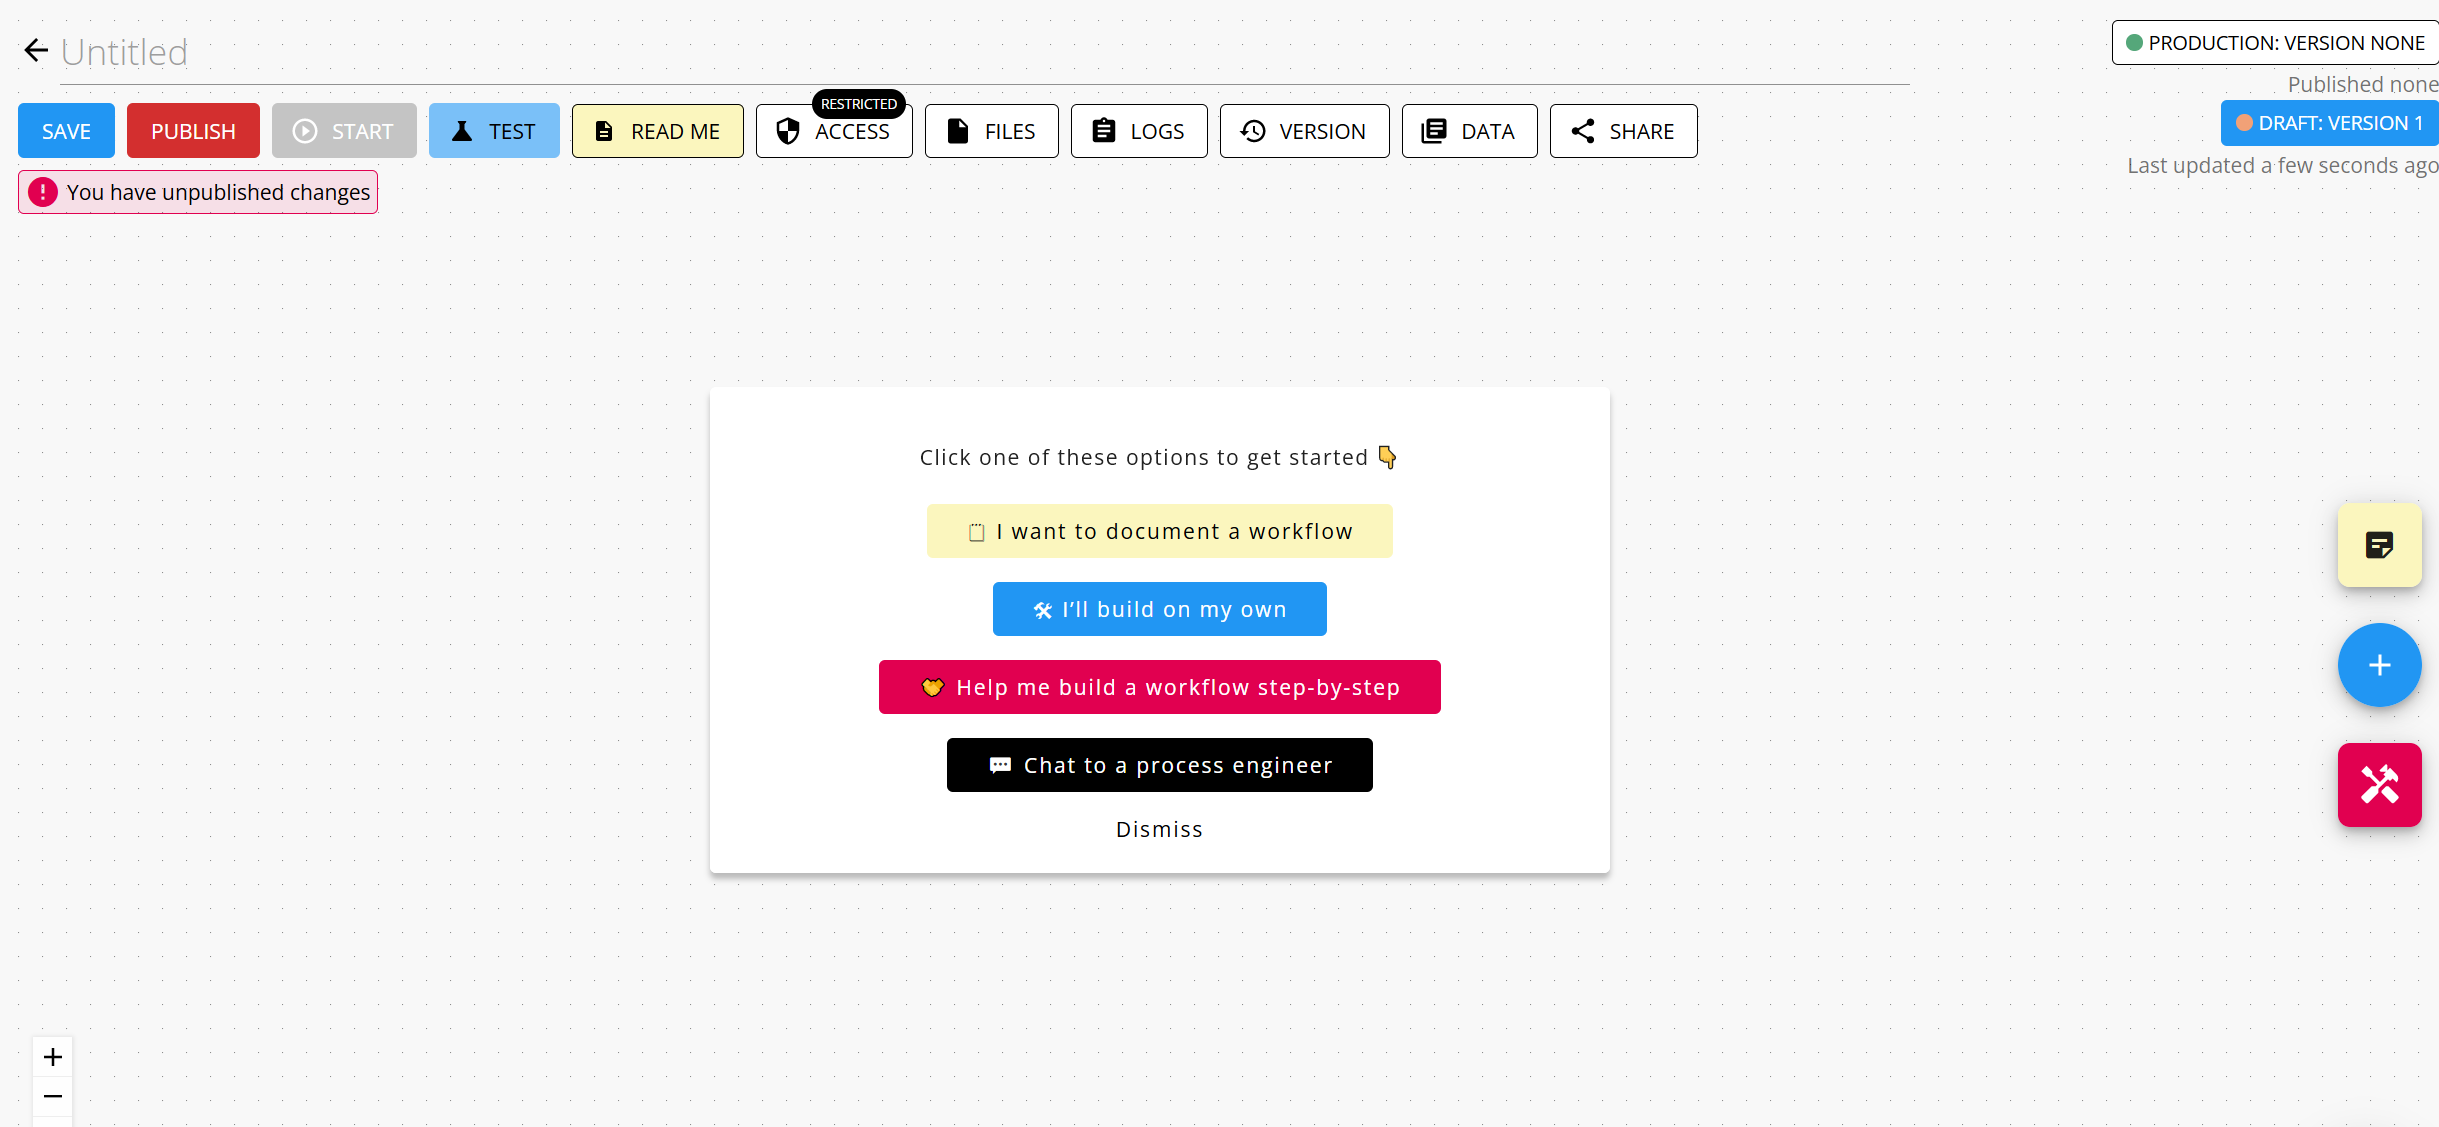 Untitled
PRODUCTION: VERSION NONE
Published none
DRAFT: VERSION 1
Last updated a few seconds ago
SAVE
PUBLISH
START
TEST
READ ME
RESTRICTED
ACCESS
FILES
LOGS
VERSION
DATA
SHARE
You have unpublished changes
Click one of these options to get started 👇
📋 I want to document a workflow
🛠 I’ll build on my own
🤝 Help me build a workflow step-by-step
💬 Chat to a process engineer
Dismiss